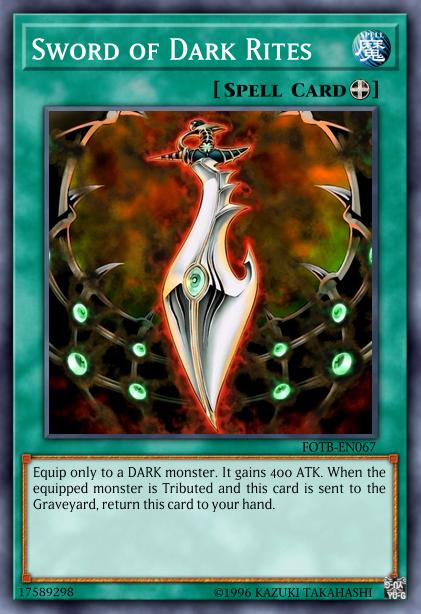 Sword of Dark Rites
SPELL
魔
[Spell Card]
FOTB-EN067
Equip only to a DARK monster. It gains 400 ATK. When the
equipped monster is Tributed and this card is sent to the
Graveyard, return this card to your hand.
17589298
©1996 KAZUKI TAKAHASHI